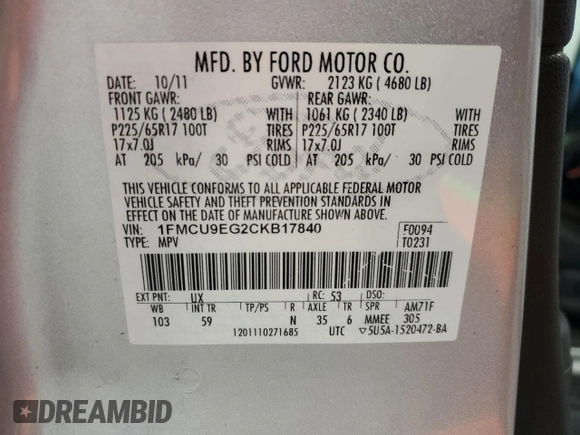 MFD. BY FORD MOTOR CO.
DATE: 10/11 GVWR: 2123 KG (4680 LB)
FRONT GAWR: REAR GAWR:
1125 KG (2480 LB) WITH 1061 KG (2340 LB) WITH
P225/65R17 100T TIRES P225/65R17 100T TIRES
17x7.0J RIMS 17x7.0J RIMS
AT 205 kPa/ 30 PSI COLD AT 205 kPa/ 30 PSI COLD
THIS VEHICLE CONFORMS TO ALL APPLICABLE FEDERAL MOTOR
VEHICLE SAFETY AND THEFT PREVENTION STANDARDS IN
EFFECT ON THE DATE OF MANUFACTURE SHOWN ABOVE.
VIN: 1FMCU9EG2CKB17840 F0094
TYPE: MPV T0231
EXT PNT: UX RC: 53 DSO:
WB INT TR TP/PS R AXLE TR SPR AM71F
103 59 N 35 6 MMEE 305
1201110271685 UTC ▽5U5A-1520472-BA
DREAMBID